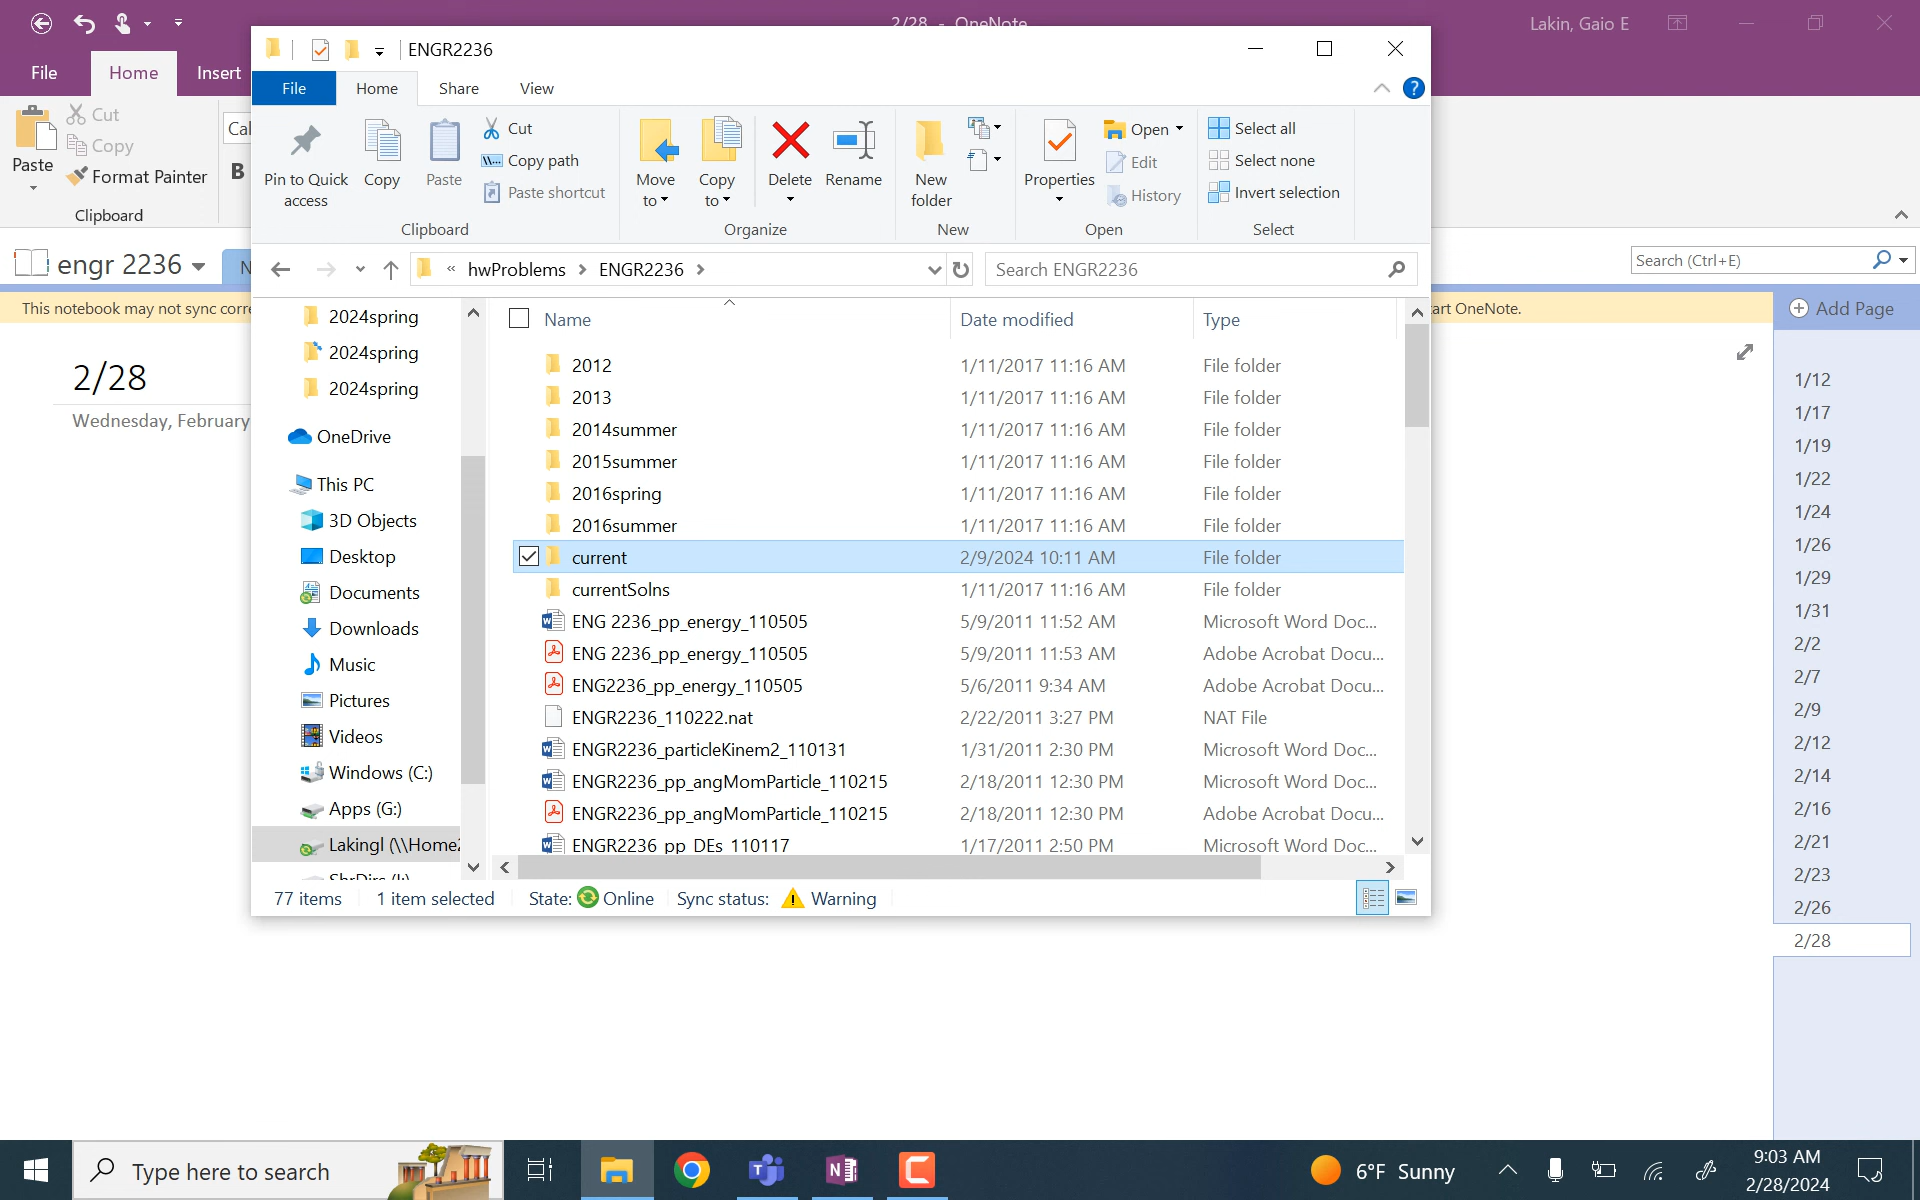 2/28 - OneNote
Lakin, Gaio E
File
Home
Insert
Paste
Cut
Copy
Format Painter
Clipboard
Cal
B
engr 2236
N
This notebook may not sync corre
art OneNote.
Search (Ctrl+E)
Add Page
2/28
Wednesday, February
1/12
1/17
1/19
1/22
1/24
1/26
1/29
1/31
2/2
2/7
2/9
2/12
2/14
2/16
2/21
2/23
2/26
2/28
ENGR2236
File
Home
Share
View
?
Pin to Quick
access
Copy
Paste
Cut
Copy path
Paste shortcut
Clipboard
Move
to
Copy
to
Delete
Rename
Organize
New
folder
New
Properties
Open
Edit
History
Open
Select all
Select none
Invert selection
Select
« hwProblems > ENGR2236 >
Search ENGR2236
2024spring
2024spring
2024spring
OneDrive
This PC
3D Objects
Desktop
Documents
Downloads
Music
Pictures
Videos
Windows (C:)
Apps (G:)
Lakingl (\\Home2
ShrDirs (I:)
Name Date modified Type
2012 1/11/2017 11:16 AM File folder
2013 1/11/2017 11:16 AM File folder
2014summer 1/11/2017 11:16 AM File folder
2015summer 1/11/2017 11:16 AM File folder
2016spring 1/11/2017 11:16 AM File folder
2016summer 1/11/2017 11:16 AM File folder
current 2/9/2024 10:11 AM File folder
currentSolns 1/11/2017 11:16 AM File folder
ENG 2236_pp_energy_110505 5/9/2011 11:52 AM Microsoft Word Doc...
ENG 2236_pp_energy_110505 5/9/2011 11:53 AM Adobe Acrobat Docu...
ENG2236_pp_energy_110505 5/6/2011 9:34 AM Adobe Acrobat Docu...
ENGR2236_110222.nat 2/22/2011 3:27 PM NAT File
ENGR2236_particleKinem2_110131 1/31/2011 2:30 PM Microsoft Word Doc...
ENGR2236_pp_angMomParticle_110215 2/18/2011 12:30 PM Microsoft Word Doc...
ENGR2236_pp_angMomParticle_110215 2/18/2011 12:30 PM Adobe Acrobat Docu...
ENGR2236_pp_DEs_110117 1/17/2011 2:50 PM Microsoft Word Doc...
77 items 1 item selected State: Online Sync status: Warning
Type here to search
6°F Sunny
9:03 AM
2/28/2024